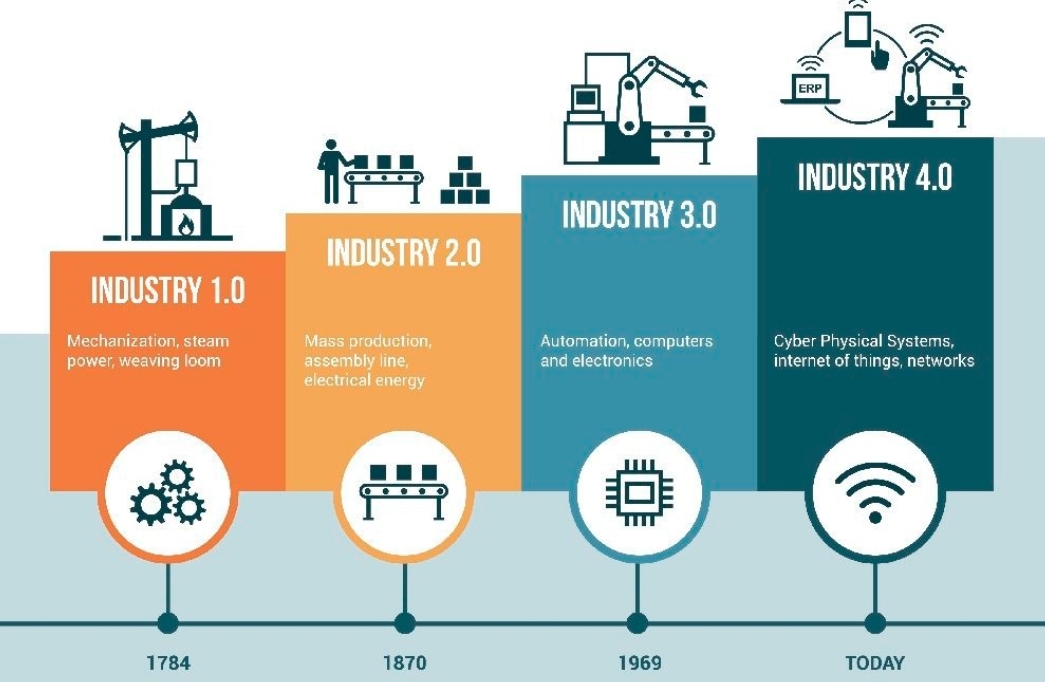 ERP
INDUSTRY 4.0
INDUSTRY 3.0
INDUSTRY 2.0
INDUSTRY 1.0
Mechanization, steam
power, weaving loom
Mass production,
assembly line,
electrical energy
Automation, computers
and electronics
Cyber Physical Systems,
internet of things, networks
1784
1870
1969
TODAY